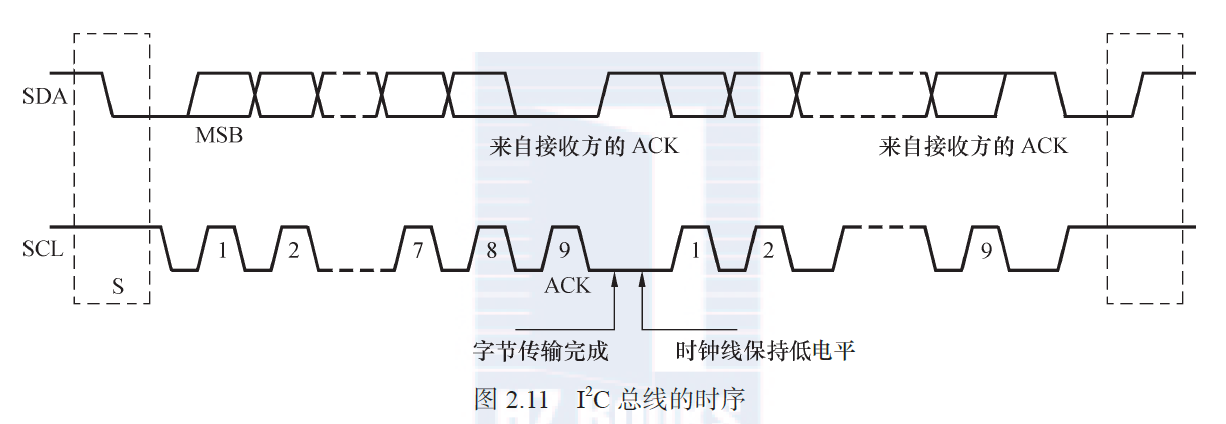 SDA
MSB
来自接收方的 ACK
来自接收方的 ACK
SCL
1
2
7
8
9
1
2
9
S
ACK
字节传输完成
时钟线保持低电平
图 2.11 I²C 总线的时序